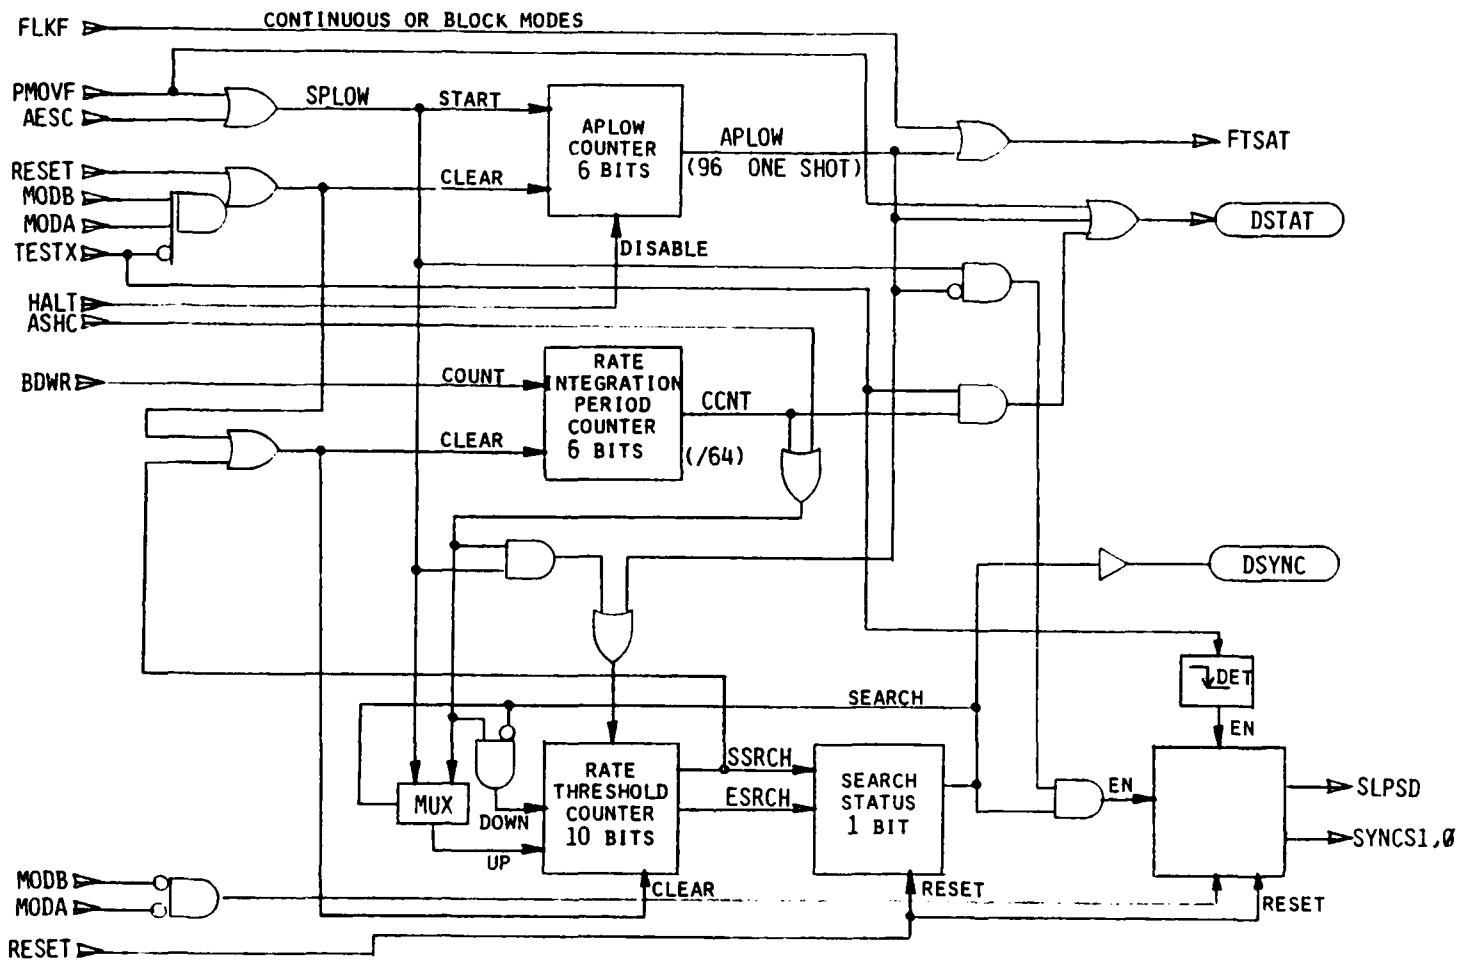 FLKF
CONTINUOUS OR BLOCK MODES
PMOVF
AESC
SPLOW
START
APLOW
COUNTER
6 BITS
APLOW
(96 ONE SHOT)
FTSAT
RESET
MODB
MODA
TESTX
CLEAR
DSTAT
DISABLE
HALT
ASHC
BDWR
COUNT
RATE
INTEGRATION
PERIOD
COUNTER
6 BITS
CCNT
(/64)
CLEAR
DSYNC
DET
EN
SEARCH
MUX
DOWN
UP
RATE
THRESHOLD
COUNTER
10 BITS
SSRCH
ESRCH
SEARCH
STATUS
1 BIT
EN
SLPSD
SYNCS1,Ø
MODB
MODA
CLEAR
RESET
RESET
RESET